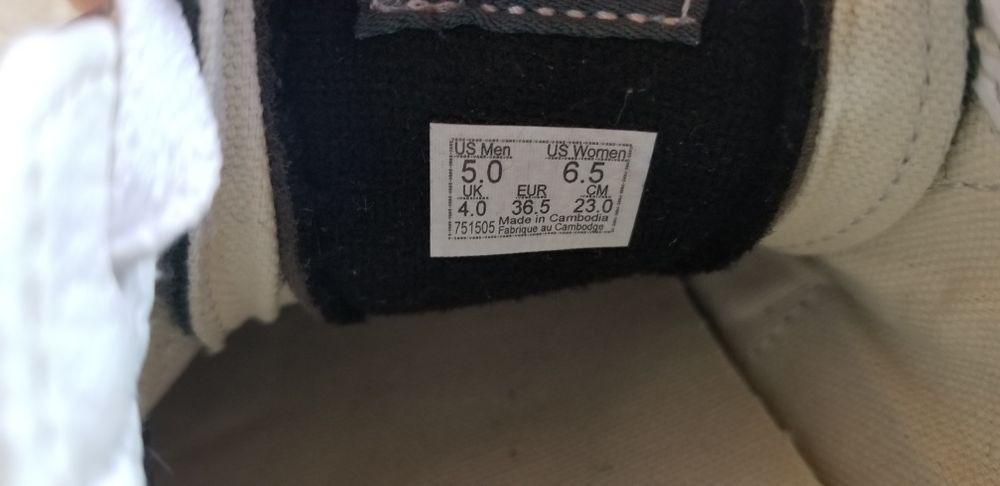 US Men US Women
5.0 6.5
UK EUR CM
4.0 36.5 23.0
Made in Cambodia
751505 Fabrique au Cambodge